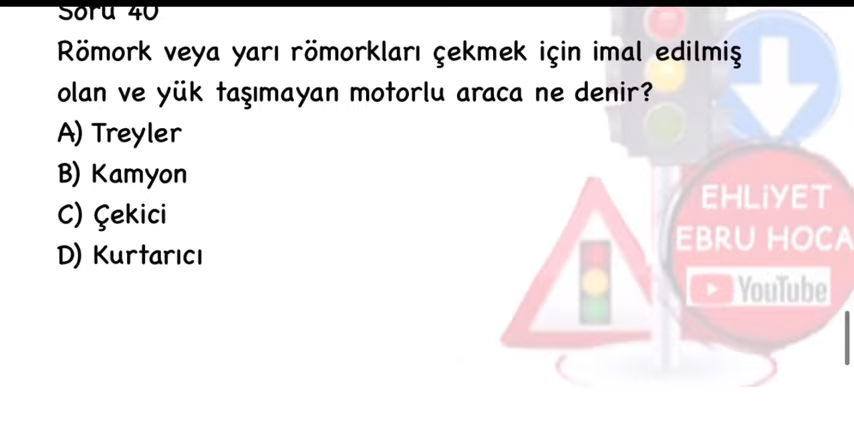 Soru 40
Römork veya yarı römorkları çekmek için imal edilmiş
olan ve yük taşımayan motorlu araca ne denir?
A) Treyler
B) Kamyon
C) Çekici
D) Kurtarıcı
EHLİYET
EBRU HOCA
YouTube